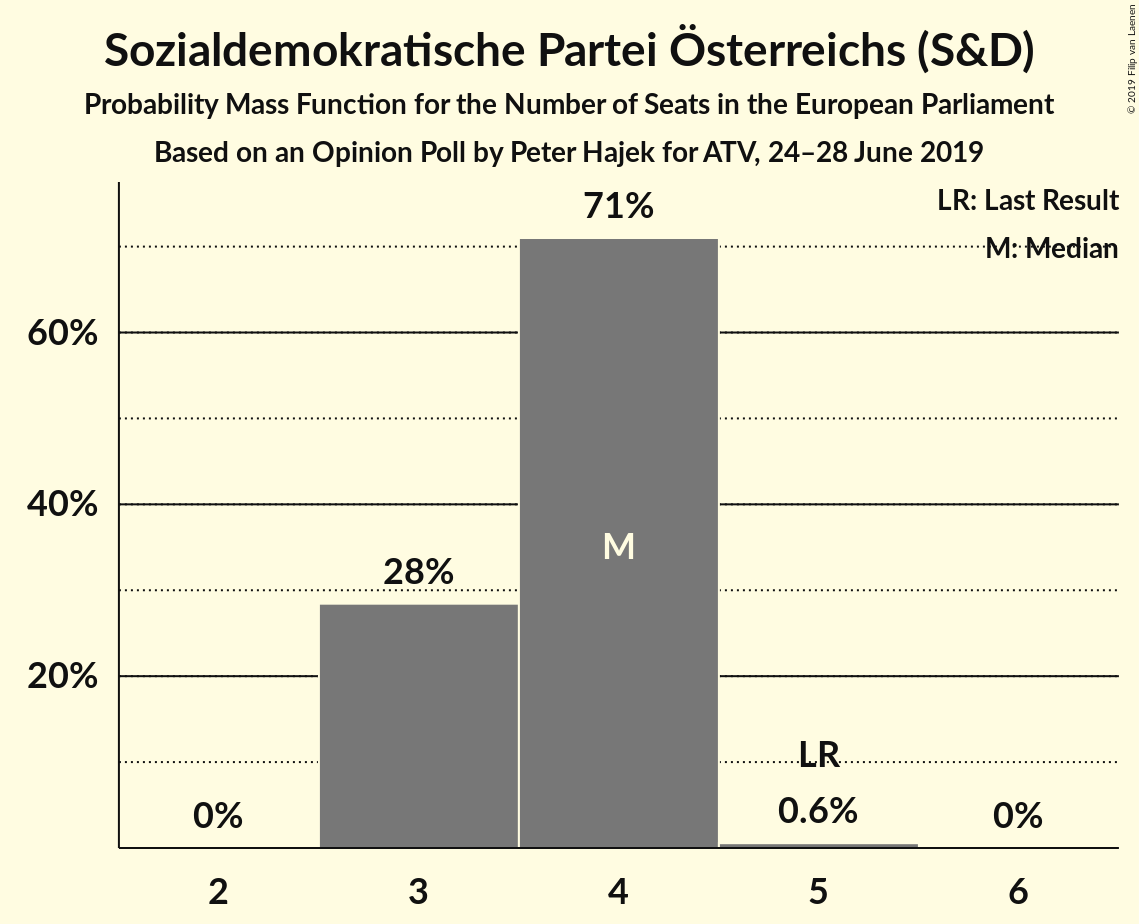 Sozialdemokratische Partei Österreichs (S&D)
Probability Mass Function for the Number of Seats in the European Parliament
Based on an Opinion Poll by Peter Hajek for ATV, 24–28 June 2019
© 2019 Filip van Laenen
LR: Last Result
M: Median
71%
60%
40%
M
28%
20%
LR
0%
0.6%
0%
2
3
4
5
6